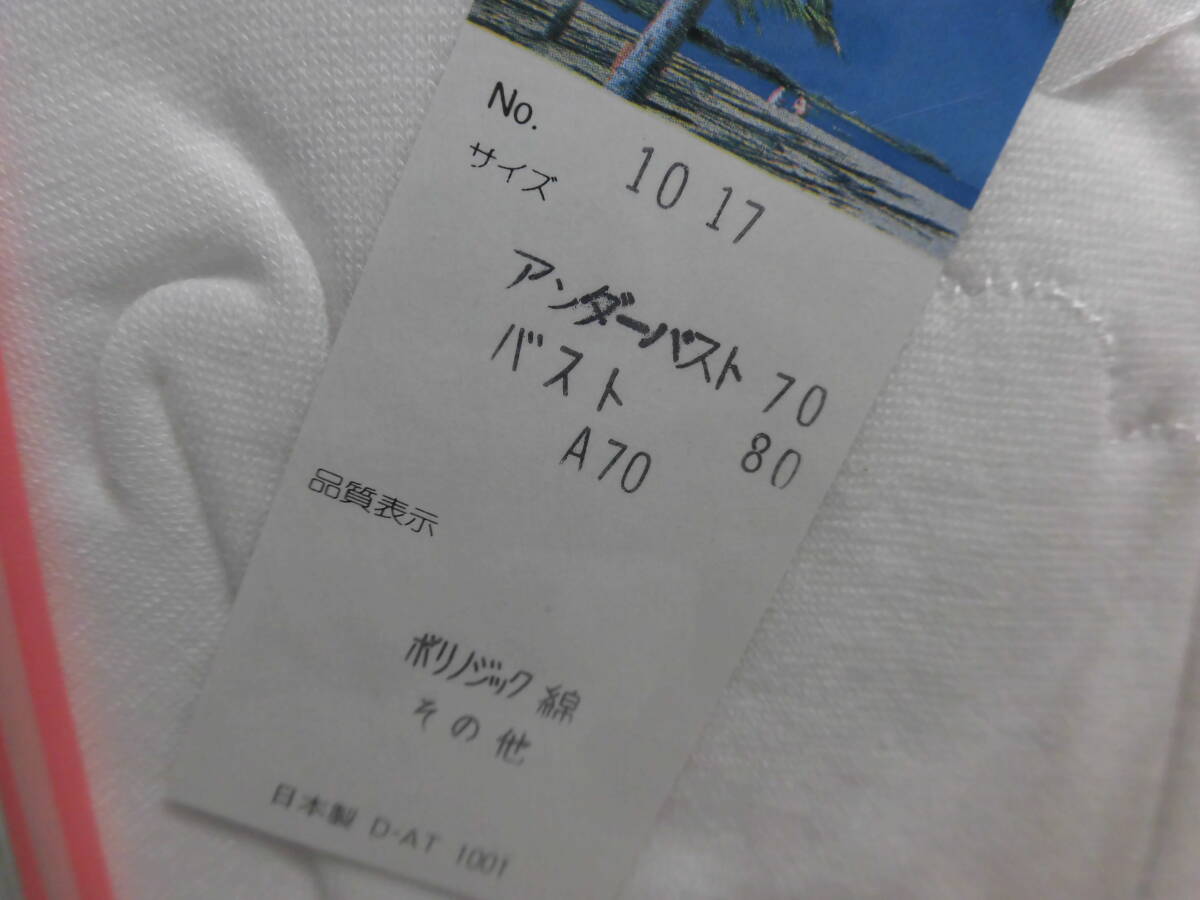 No. 10 17
サイズ
アンダーバスト 70
バスト 80
A70
品質表示
ポリノジック 綿
その他
日本製 D-AT 1001